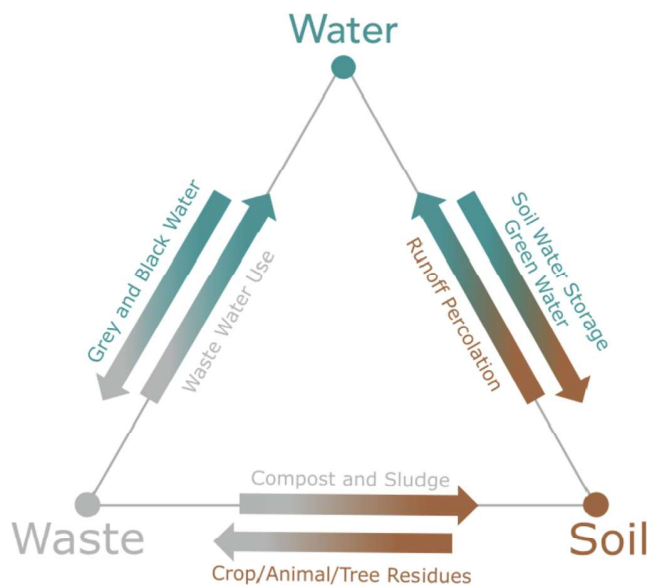 Water
Grey and Black Water
Waste Water Use
Runoff Percolation
Soil Water Storage
Green Water
Compost and Sludge
Waste
Soil
Crop/Animal/Tree Residues